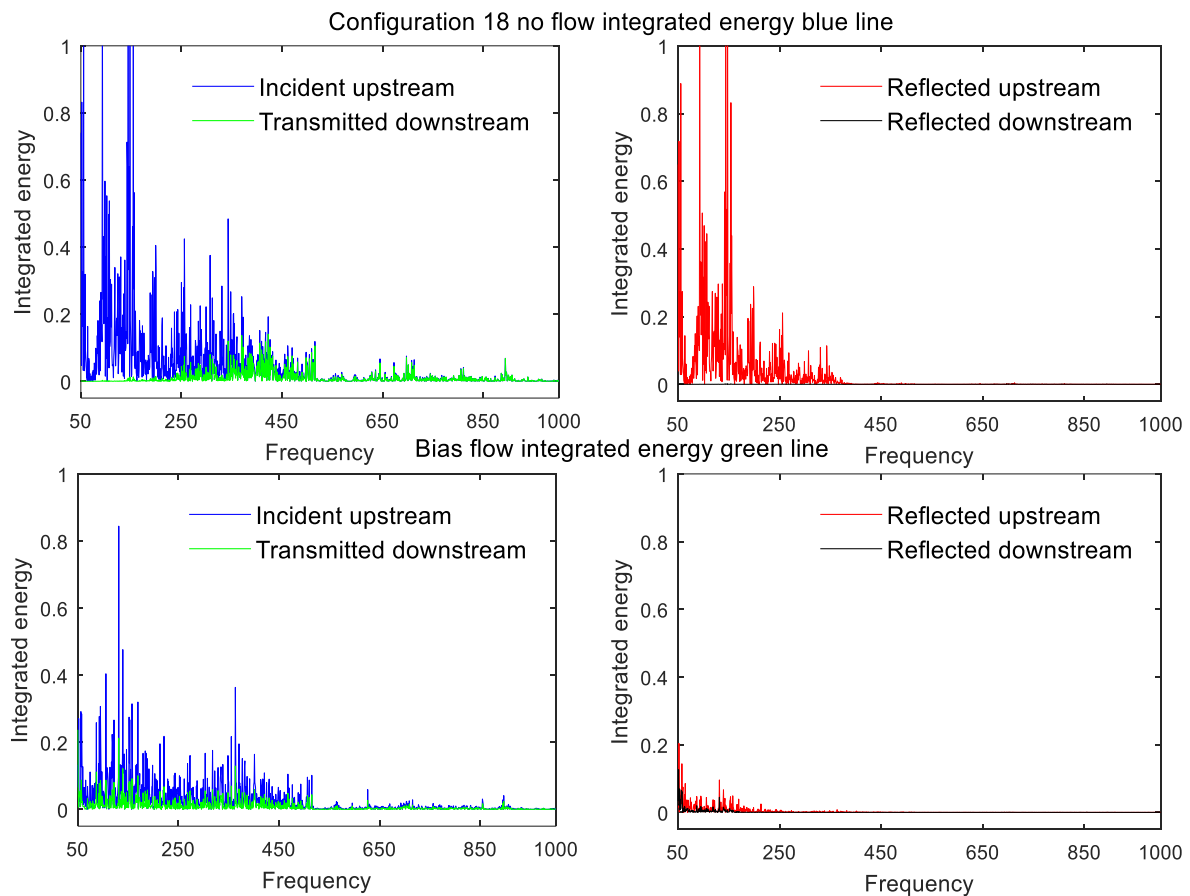 Configuration 18 no flow integrated energy blue line
1
0.8
0.6
0.4
0.2
0
Integrated energy
Incident upstream
Transmitted downstream
50 250 450 650 850 1000
Frequency
1
0.8
0.6
0.4
0.2
0
Integrated energy
Reflected upstream
Reflected downstream
50 250 450 650 850 1000
Frequency
Bias flow integrated energy green line
1
0.8
0.6
0.4
0.2
0
Integrated energy
Incident upstream
Transmitted downstream
50 250 450 650 850 1000
Frequency
1
0.8
0.6
0.4
0.2
0
Integrated energy
Reflected upstream
Reflected downstream
50 250 450 650 850 1000
Frequency